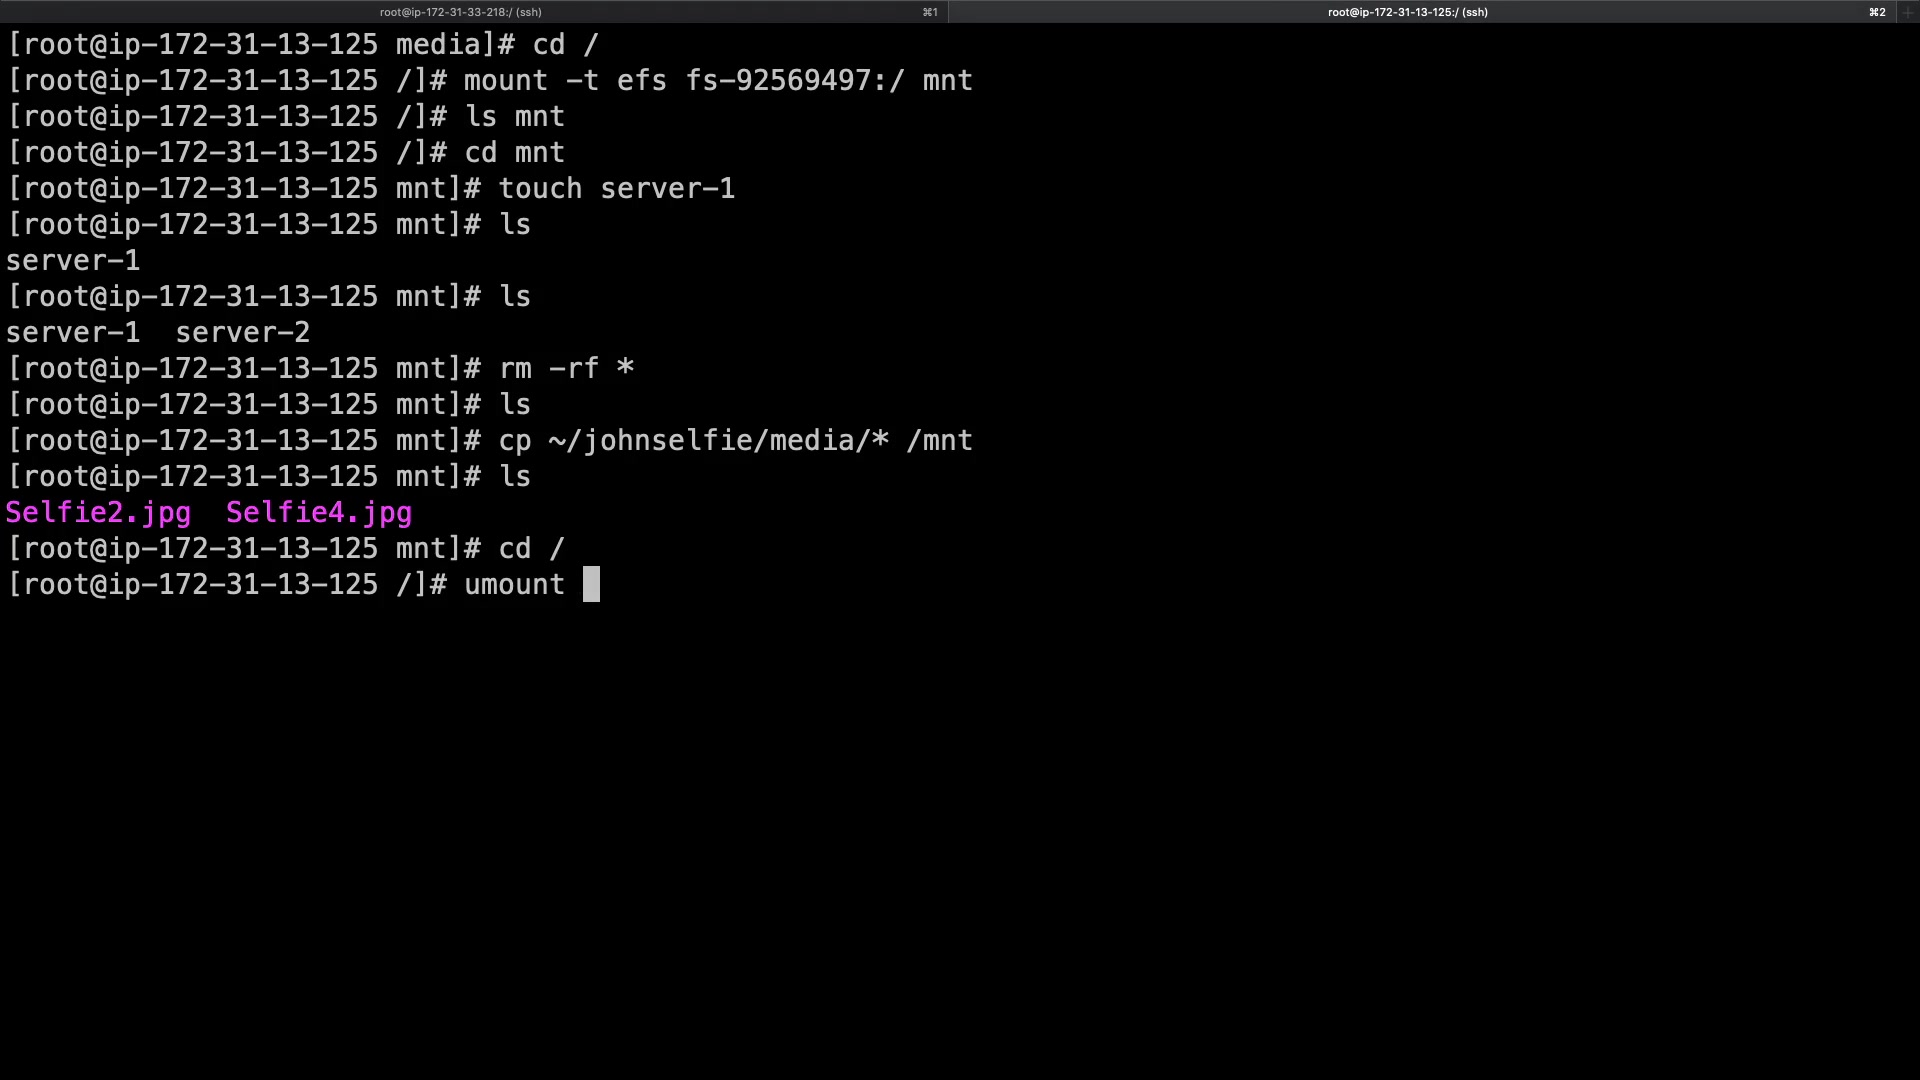 root@ip-172-31-33-218:/ (ssh) ⌘1 root@ip-172-31-13-125:/ (ssh) ⌘2 +
[root@ip-172-31-13-125 media]# cd /
[root@ip-172-31-13-125 /]# mount -t efs fs-92569497:/ mnt
[root@ip-172-31-13-125 /]# ls mnt
[root@ip-172-31-13-125 /]# cd mnt
[root@ip-172-31-13-125 mnt]# touch server-1
[root@ip-172-31-13-125 mnt]# ls
server-1
[root@ip-172-31-13-125 mnt]# ls
server-1  server-2
[root@ip-172-31-13-125 mnt]# rm -rf *
[root@ip-172-31-13-125 mnt]# ls
[root@ip-172-31-13-125 mnt]# cp ~/johnselfie/media/* /mnt
[root@ip-172-31-13-125 mnt]# ls
Selfie2.jpg  Selfie4.jpg
[root@ip-172-31-13-125 mnt]# cd /
[root@ip-172-31-13-125 /]# umount